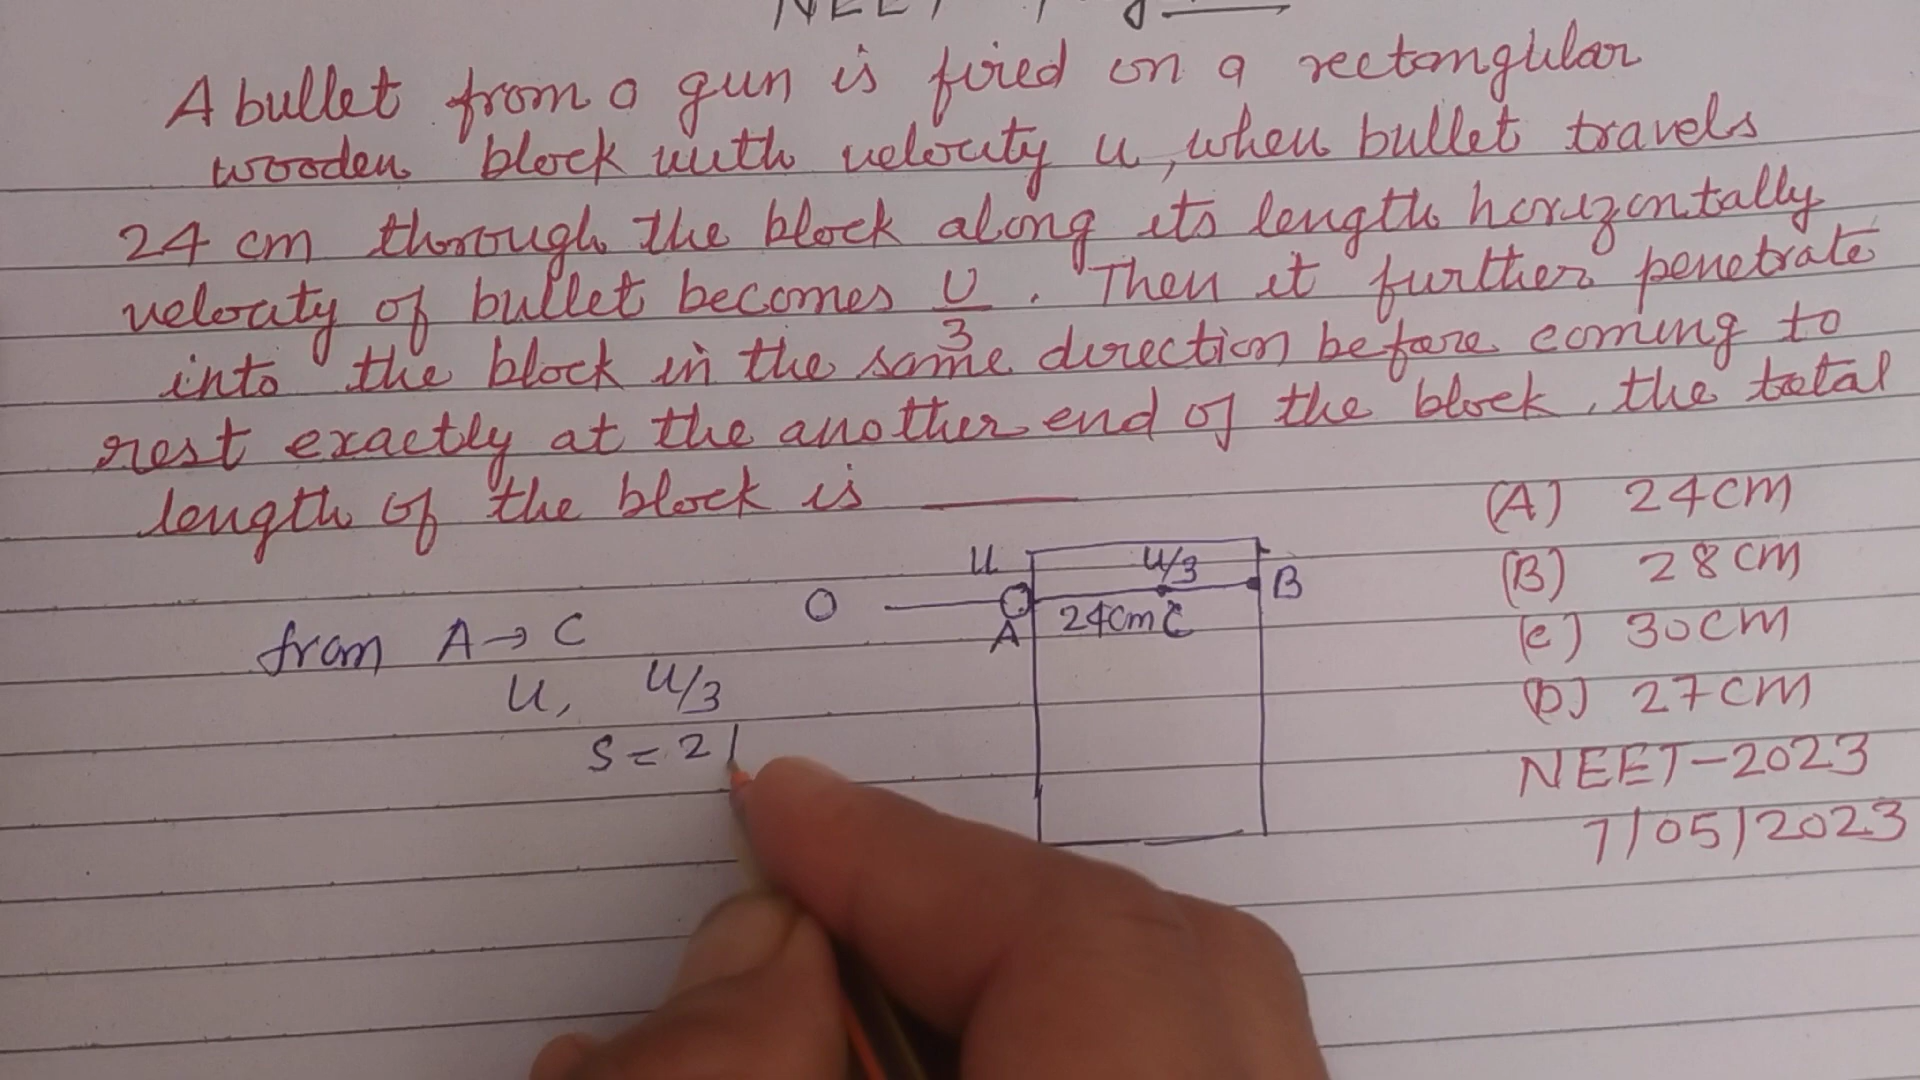 A bullet from a gun is fired on a rectangular
wooden block with velocity u, when bullet travels
24 cm through the block along its length horizontally
velocity of bullet becomes U/3. Then it further penetrate
into the block in the same direction before coming to
rest exactly at the another end of the block, the total
length of the block is ______
(A) 24cm
(B) 28cm
(c) 30cm
(D) 27cm
NEET-2023
7/05/2023
U U/3
O A 24cm C B
from A→C
U, U/3
S = 2